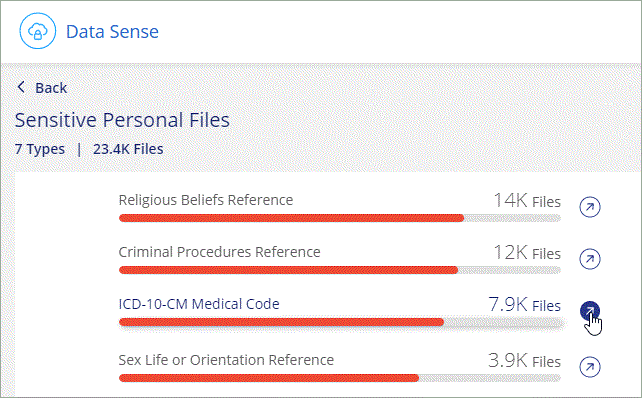 Data Sense
Back
Sensitive Personal Files
7 Types | 23.4K Files
Religious Beliefs Reference 14K Files
Criminal Procedures Reference 12K Files
ICD-10-CM Medical Code 7.9K Files
Sex Life or Orientation Reference 3.9K Files